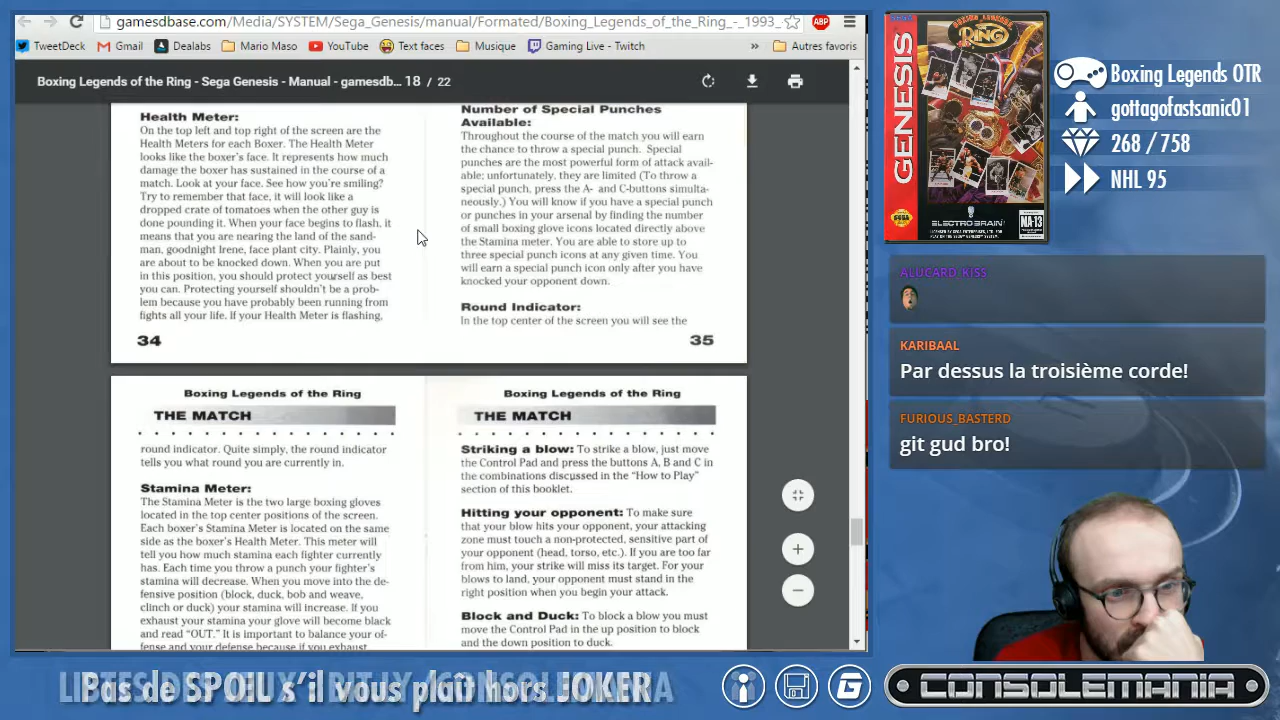 gamesdbase.com/Media/SYSTEM/Sega_Genesis/manual/Formated/Boxing_Legends_of_the_Ring_-_1993_-
ABP
TweetDeck
Gmail
Dealabs
Mario Maso
YouTube
Text faces
Musique
Gaming Live - Twitch
»
Autres favoris
Boxing Legends of the Ring - Sega Genesis - Manual - gamesdb... 18 / 22
Health Meter:
On the top left and top right of the screen are the
Health Meters for each Boxer. The Health Meter
looks like the boxer's face. It represents how much
damage the boxer has sustained in the course of a
match. Look at your face. See how you're smiling?
Try to remember that face, it will look like a
dropped crate of tomatoes when the other guy is
done pounding it. When your face begins to flash, it
means that you are nearing the land of the sand-
man, goodnight Irene, face plant city. Plainly, you
are about to be knocked down. When you are put
in this position, you should protect yourself as best
you can. Protecting yourself shouldn't be a prob-
lem because you have probably been running from
fights all your life. If your Health Meter is flashing,
34
Number of Special Punches
Available:
Throughout the course of the match you will earn
the chance to throw a special punch. Special
punches are the most powerful form of attack avail-
able; unfortunately, they are limited (To throw a
special punch, press the A- and C-buttons simulta-
neously.) You will know if you have a special punch
or punches in your arsenal by finding the number
of small boxing glove icons located directly above
the Stamina meter. You are able to store up to
three special punch icons at any given time. You
will earn a special punch icon only after you have
knocked your opponent down.
Round Indicator:
In the top center of the screen you will see the
35
Boxing Legends of the Ring
THE MATCH
round indicator. Quite simply, the round indicator
tells you what round you are currently in.
Stamina Meter:
The Stamina Meter is the two large boxing gloves
located in the top center positions of the screen.
Each boxer's Stamina Meter is located on the same
side as the boxer's Health Meter. This meter will
tell you how much stamina each fighter currently
has. Each time you throw a punch your fighter's
stamina will decrease. When you move into the de-
fensive position (block, duck, bob and weave,
clinch or duck) your stamina will increase. If you
exhaust your stamina your glove will become black
and read "OUT." It is important to balance your of-
fense and your defense because if you exhaust
Boxing Legends of the Ring
THE MATCH
Striking a blow: To strike a blow, just move
the Control Pad and press the buttons A, B and C in
the combinations discussed in the "How to Play"
section of this booklet.
Hitting your opponent: To make sure
that your blow hits your opponent, your attacking
zone must touch a non-protected, sensitive part of
your opponent (head, torso, etc.). If you are too far
from him, your strike will miss its target. For your
blows to land, your opponent must stand in the
right position when you begin your attack.
Block and Duck: To block a blow you must
move the Control Pad in the up position to block
and the down position to duck.
GENESIS
RING
ELECTRO BRAIN
MA-13
Boxing Legends OTR
gottagofastsanic01
268 / 758
NHL 95
ALUCARD_KISS
KARIBAAL
Par dessus la troisième corde!
FURIOUS_BASTERD
git gud bro!
Pas de SPOIL s'il vous plaît hors JOKER
CONSOLEMANIA